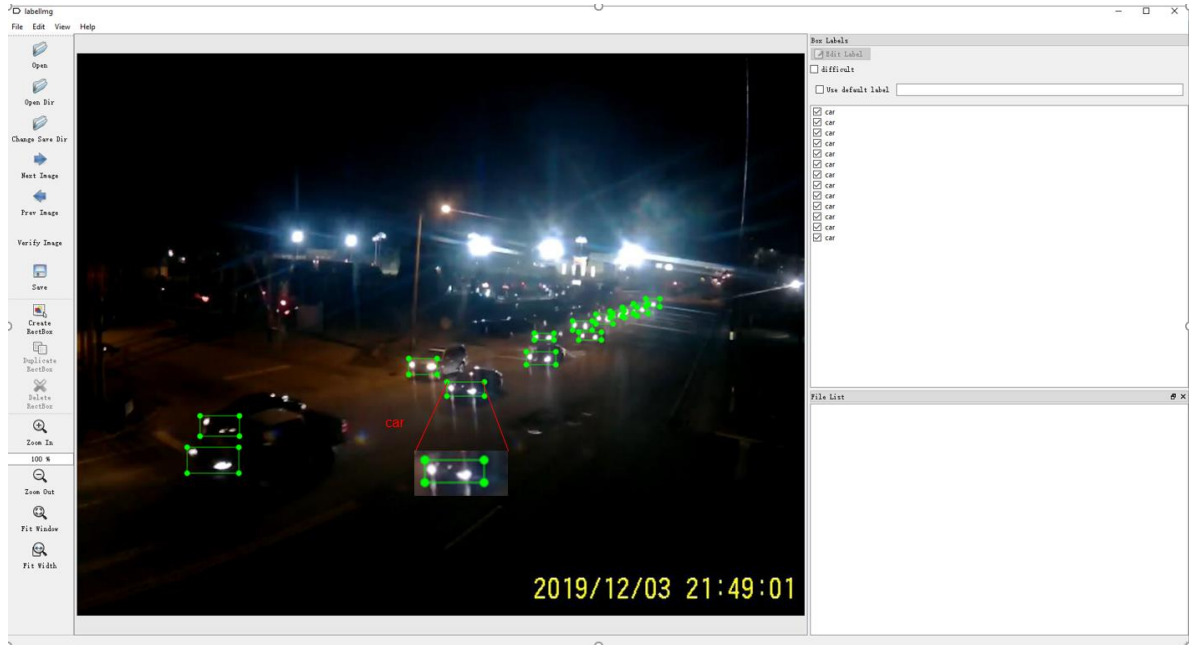 labelImg
File Edit View Help
Open
Open Dir
Change Save Dir
Next Image
Prev Image
Verify Image
Save
Create
RectBox
Duplicate
RectBox
Delete
RectBox
Zoom In
100 %
Zoom Out
Fit Window
Fit Width
car
2019/12/03 21:49:01
Box Labels
Edit Label
difficult
Use default label
car
car
car
car
car
car
car
car
car
car
car
car
car
File List